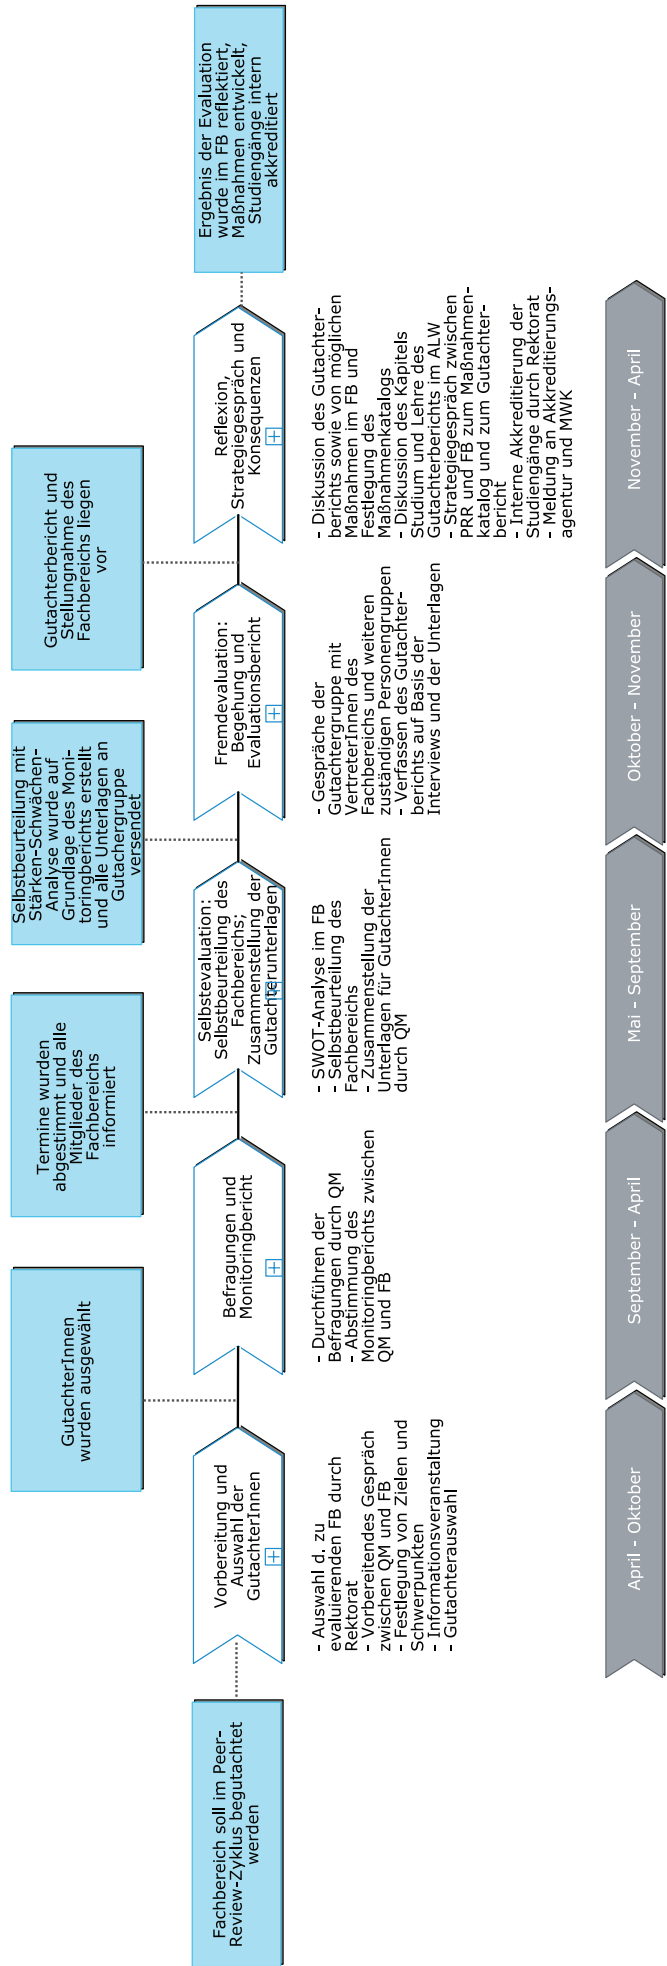 Fachbereich soll im Peer-
Review-Zyklus begutachtet
werden
GutachterInnen
wurden ausgewählt
Termine wurden
abgestimmt und alle
Mitglieder des
Fachbereichs
informiert
Selbstbeurteilung mit
Stärken-Schwächen-
Analyse wurde auf
Grundlage des Moni-
toringberichts erstellt
und alle Unterlagen an
Gutachergruppe
versendet
Gutachterbericht und
Stellungnahme des
Fachbereichs liegen
vor
Vorbereitung und
Auswahl der
GutachterInnen
Befragungen und
Monitoringbericht
Selbstevaluation:
Selbstbeurteilung des
Fachbereichs;
Zusammenstellung der
Gutachterunterlagen
Fremdevaluation:
Begehung und
Evaluationsbericht
Reflexion,
Strategiegespräch und
Konsequenzen
Ergebnis der Evaluation
wurde im FB reflektiert,
Maßnahmen entwickelt,
Studiengänge intern
akkreditiert
- Auswahl d. zu
evaluierenden FB durch
Rektorat
- Vorbereitendes Gespräch
zwischen QM und FB
- Festlegung von Zielen und
Schwerpunkten
- Informationsveranstaltung
- Gutachterauswahl
- Durchführen der
Befragungen durch QM
- Abstimmung des
Monitoringberichts zwischen
QM und FB
- SWOT-Analyse im FB
- Selbstbeurteilung des
Fachbereichs
- Zusammenstellung der
Unterlagen für GutachterInnen
durch QM
- Gespräche der
Gutachtergruppe mit
VertreterInnen des
Fachbereichs und weiteren
zuständigen Personengruppen
- Verfassen des Gutachter-
berichts auf Basis der
Interviews und der Unterlagen
- Diskussion des Gutachter-
berichts sowie von möglichen
Maßnahmen im FB und
Festlegung des
Maßnahmenkatalogs
- Diskussion des Kapitels
Studium und Lehre des
Gutachterberichts im ALW
- Strategiegespräch zwischen
PRR und FB zum Maßnahmen-
katalog und zum Gutachter-
bericht
- Interne Akkreditierung der
Studiengänge durch Rektorat
- Meldung an Akkreditierungs-
agentur und MWK
April - Oktober
September - April
Mai - September
Oktober - November
November - April